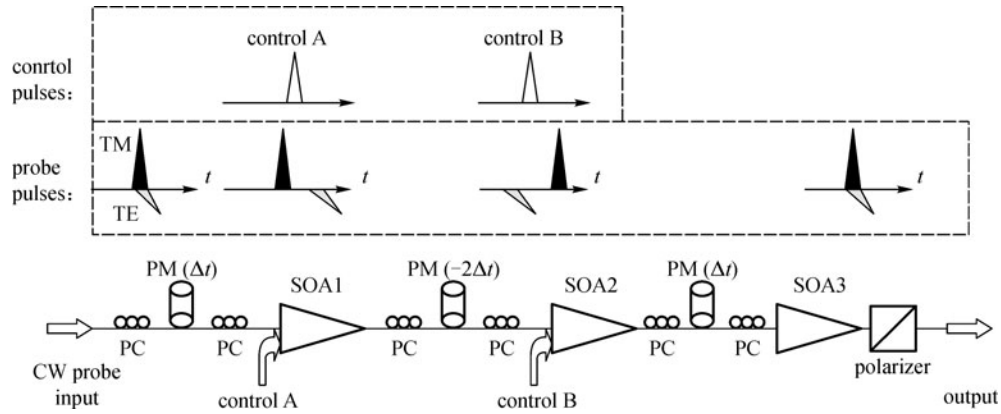 control A
control B
conrtol
pulses:
TM
probe
pulses:
t
t
t
t
TE
PM (Δt)
PM (−2Δt)
PM (Δt)
SOA1
SOA2
SOA3
PC
PC
PC
PC
PC
PC
polarizer
CW probe
input
control A
control B
output